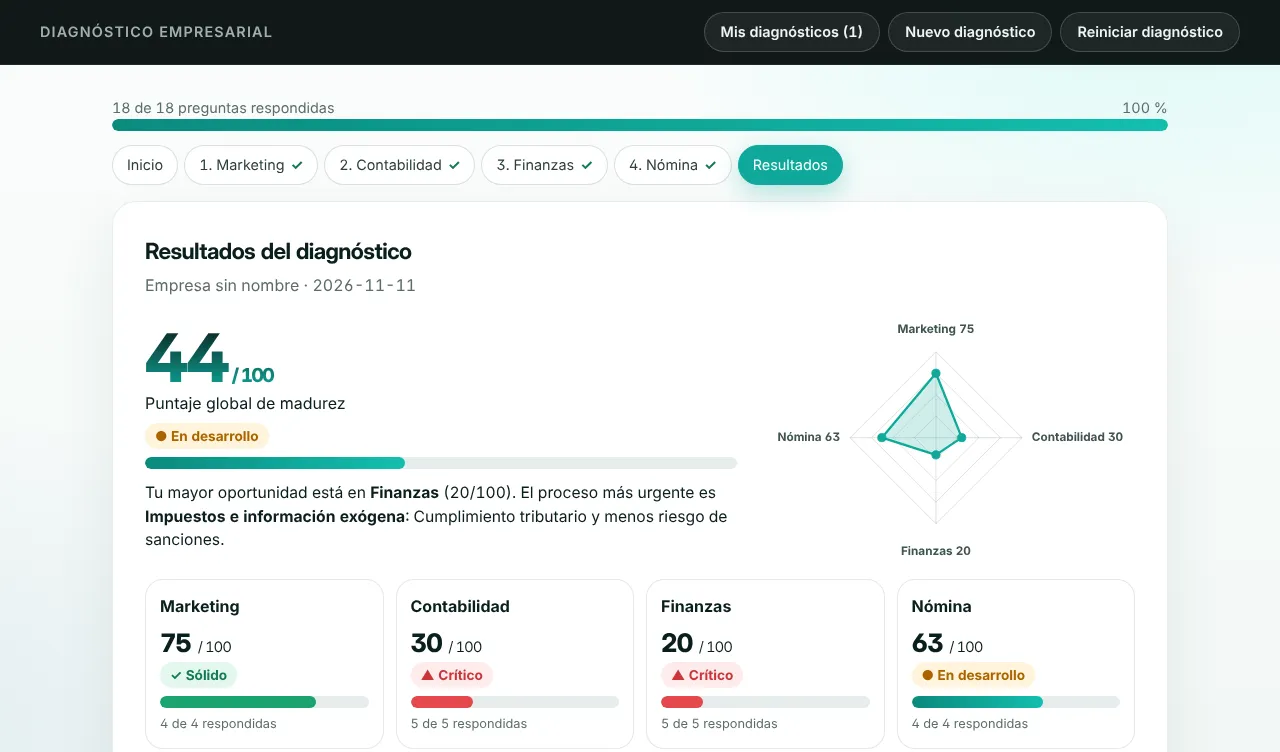 DIAGNÓSTICO EMPRESARIAL
Mis diagnósticos (1)
Nuevo diagnóstico
Reiniciar diagnóstico
18 de 18 preguntas respondidas
100 %
Inicio
1. Marketing ✓
2. Contabilidad ✓
3. Finanzas ✓
4. Nómina ✓
Resultados
Resultados del diagnóstico
Empresa sin nombre · 2026-11-11
44 / 100
Puntaje global de madurez
En desarrollo
Tu mayor oportunidad está en Finanzas (20/100). El proceso más urgente es
Impuestos e información exógena: Cumplimiento tributario y menos riesgo de
sanciones.
Marketing 75
Nómina 63
Contabilidad 30
Finanzas 20
Marketing
75 / 100
✓ Sólido
4 de 4 respondidas
Contabilidad
30 / 100
Crítico
5 de 5 respondidas
Finanzas
20 / 100
Crítico
5 de 5 respondidas
Nómina
63 / 100
En desarrollo
4 de 4 respondidas